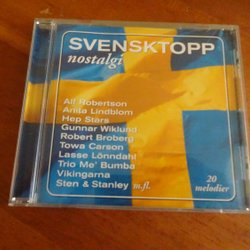 SVENSKTOPP
nostalgi
Alf Robertson
Anita Lindblom
Hep Stars
Gunnar Wiklund
Robert Broberg
Towa Carson
Lasse Lönndahl
Trio Me' Bumba
Vikingarna
Sten & Stanley m.fl.
20
melodier